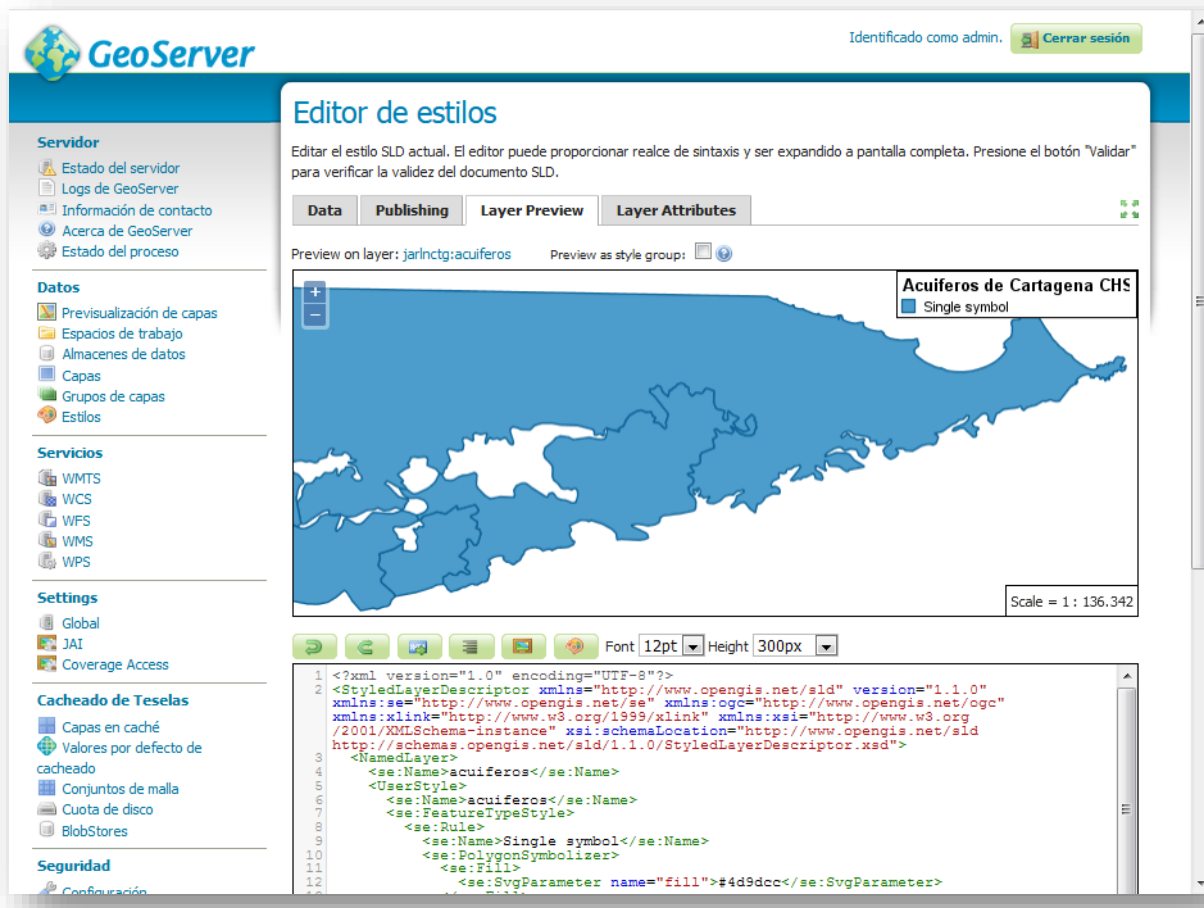 GeoServer
Identificado como admin.
Cerrar sesión
Servidor
Estado del servidor
Logs de GeoServer
Información de contacto
Acerca de GeoServer
Estado del proceso
Datos
Previsualización de capas
Espacios de trabajo
Almacenes de datos
Capas
Grupos de capas
Estilos
Servicios
WMTS
WCS
WFS
WMS
WPS
Settings
Global
JAI
Coverage Access
Cacheado de Teselas
Capas en caché
Valores por defecto de
cacheado
Conjuntos de malla
Cuota de disco
BlobStores
Seguridad
Configuración
Editor de estilos
Editar el estilo SLD actual. El editor puede proporcionar realce de sintaxis y ser expandido a pantalla completa. Presione el botón "Validar"
para verificar la validez del documento SLD.
Data Publishing Layer Preview Layer Attributes
Preview on layer: jarlnctg:acuiferos Preview as style group:
+
−
Acuiferos de Cartagena CHS
Single symbol
Scale = 1 : 136.342
Font 12pt Height 300px
1 <?xml version="1.0" encoding="UTF-8"?>
2 <StyledLayerDescriptor xmlns="http://www.opengis.net/sld" version="1.1.0"
xmlns:se="http://www.opengis.net/se" xmlns:ogc="http://www.opengis.net/ogc"
xmlns:xlink="http://www.w3.org/1999/xlink" xmlns:xsi="http://www.w3.org
/2001/XMLSchema-instance" xsi:schemaLocation="http://www.opengis.net/sld
http://schemas.opengis.net/sld/1.1.0/StyledLayerDescriptor.xsd">
3 <NamedLayer>
4 <se:Name>acuiferos</se:Name>
5 <UserStyle>
6 <se:Name>acuiferos</se:Name>
7 <se:FeatureTypeStyle>
8 <se:Rule>
9 <se:Name>Single symbol</se:Name>
10 <se:PolygonSymbolizer>
11 <se:Fill>
12 <se:SvgParameter name="fill">#4d9dcc</se:SvgParameter>